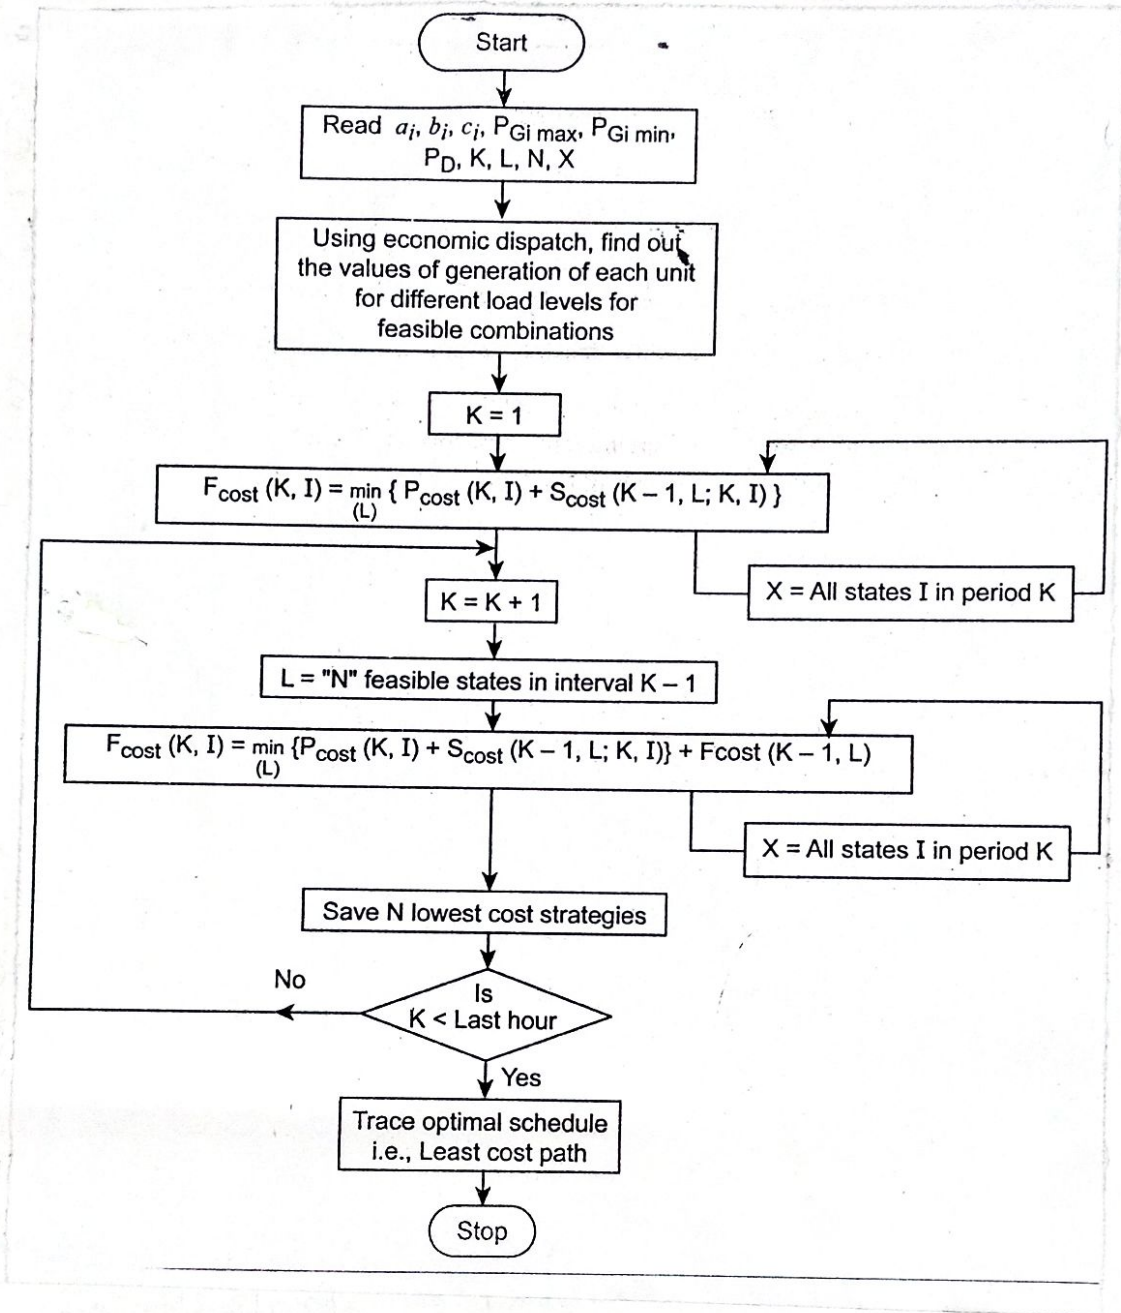 Start
Read a_i, b_i, c_i, P_Gi max, P_Gi min,
P_D, K, L, N, X
Using economic dispatch, find out
the values of generation of each unit
for different load levels for
feasible combinations
K = 1
F_cost (K, I) = min { P_cost (K, I) + S_cost (K – 1, L; K, I) }
(L)
X = All states I in period K
K = K + 1
L = "N" feasible states in interval K – 1
F_cost (K, I) = min {P_cost (K, I) + S_cost (K – 1, L; K, I)} + Fcost (K – 1, L)
(L)
X = All states I in period K
Save N lowest cost strategies
No
Is
K < Last hour
Yes
Trace optimal schedule
i.e., Least cost path
Stop